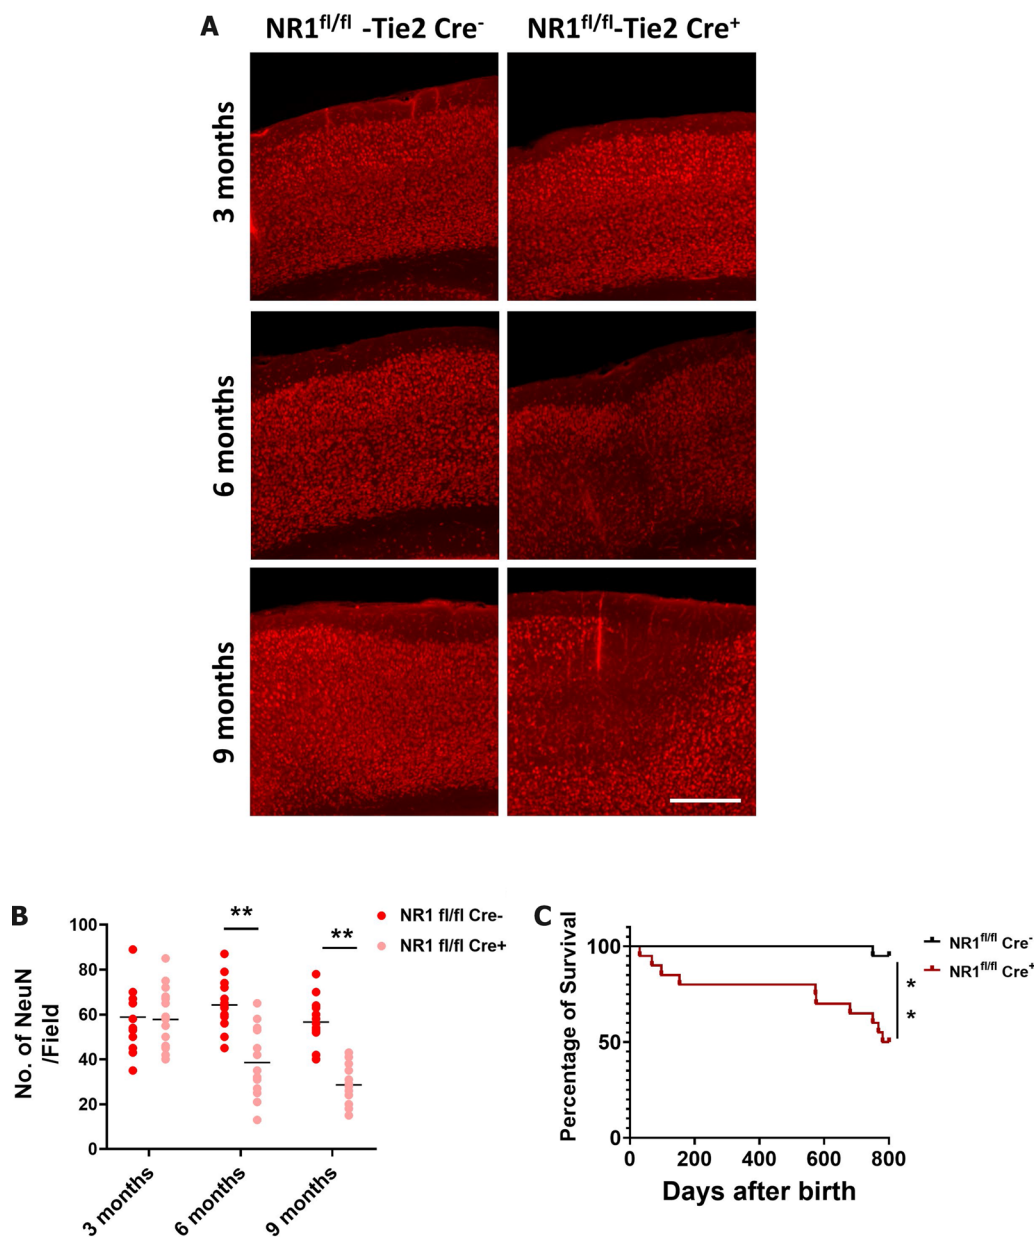 A
NR1fl/fl -Tie2 Cre-
NR1fl/fl-Tie2 Cre+
3 months
6 months
9 months
B
No. of NeuN
/Field
100
80
60
40
20
0
**
**
NR1 fl/fl Cre-
NR1 fl/fl Cre+
3 months
6 months
9 months
C
Percentage of Survival
100
50
0
0 200 400 600 800
Days after birth
NR1fl/fl Cre-
NR1fl/fl Cre+
*
*